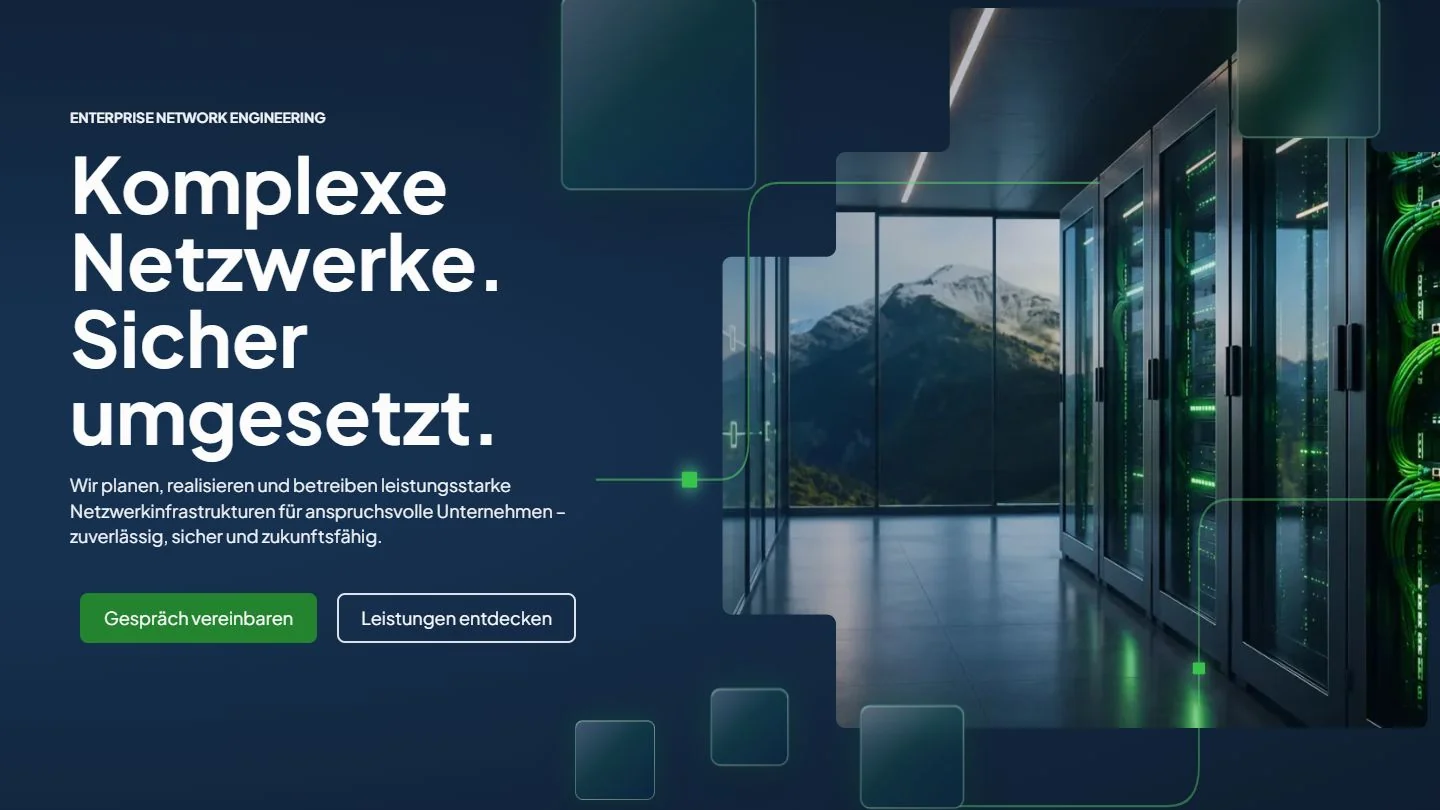 ENTERPRISE NETWORK ENGINEERING
Komplexe
Netzwerke.
Sicher
umgesetzt.
Wir planen, realisieren und betreiben leistungsstarke
Netzwerkinfrastrukturen für anspruchsvolle Unternehmen –
zuverlässig, sicher und zukunftsfähig.
Gespräch vereinbaren
Leistungen entdecken